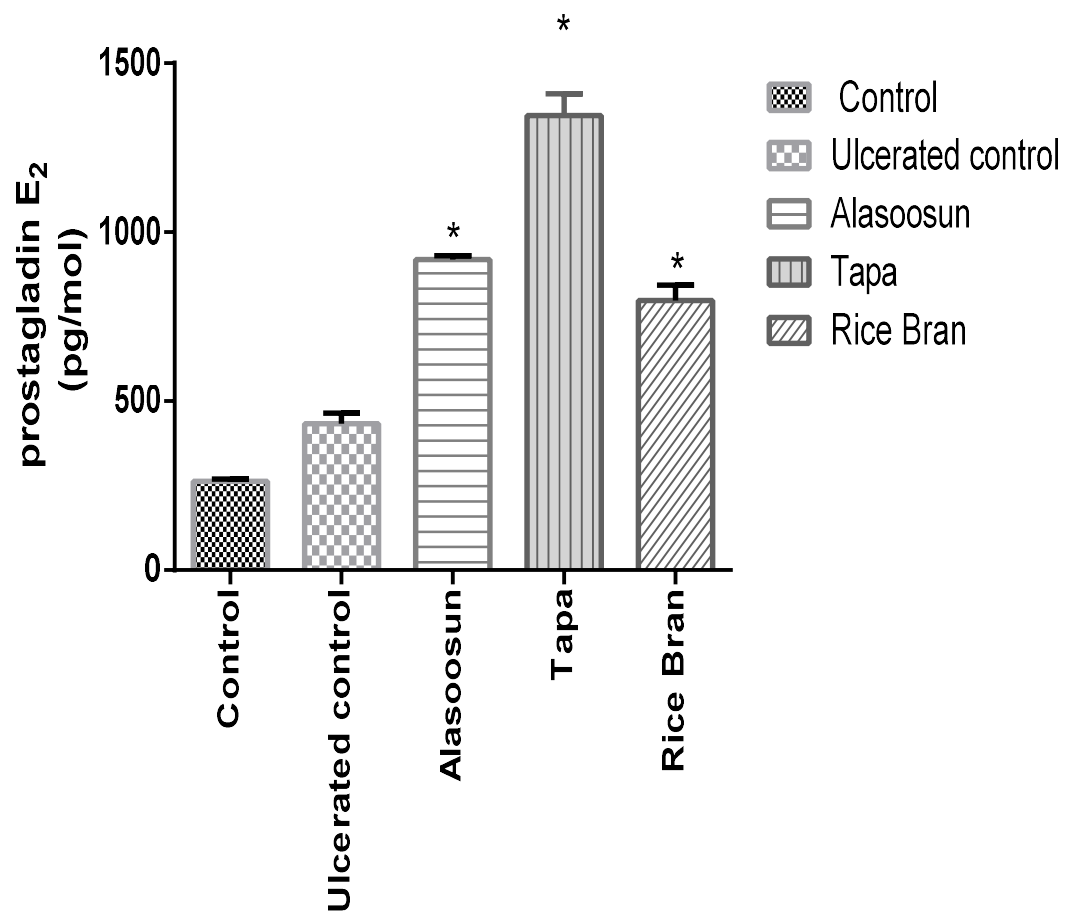 prostagladin E2
(pg/mol)
1500
1000
500
0
*
*
*
Control
Ulcerated control
Alasoosun
Tapa
Rice Bran
Control
Ulcerated control
Alasoosun
Tapa
Rice Bran